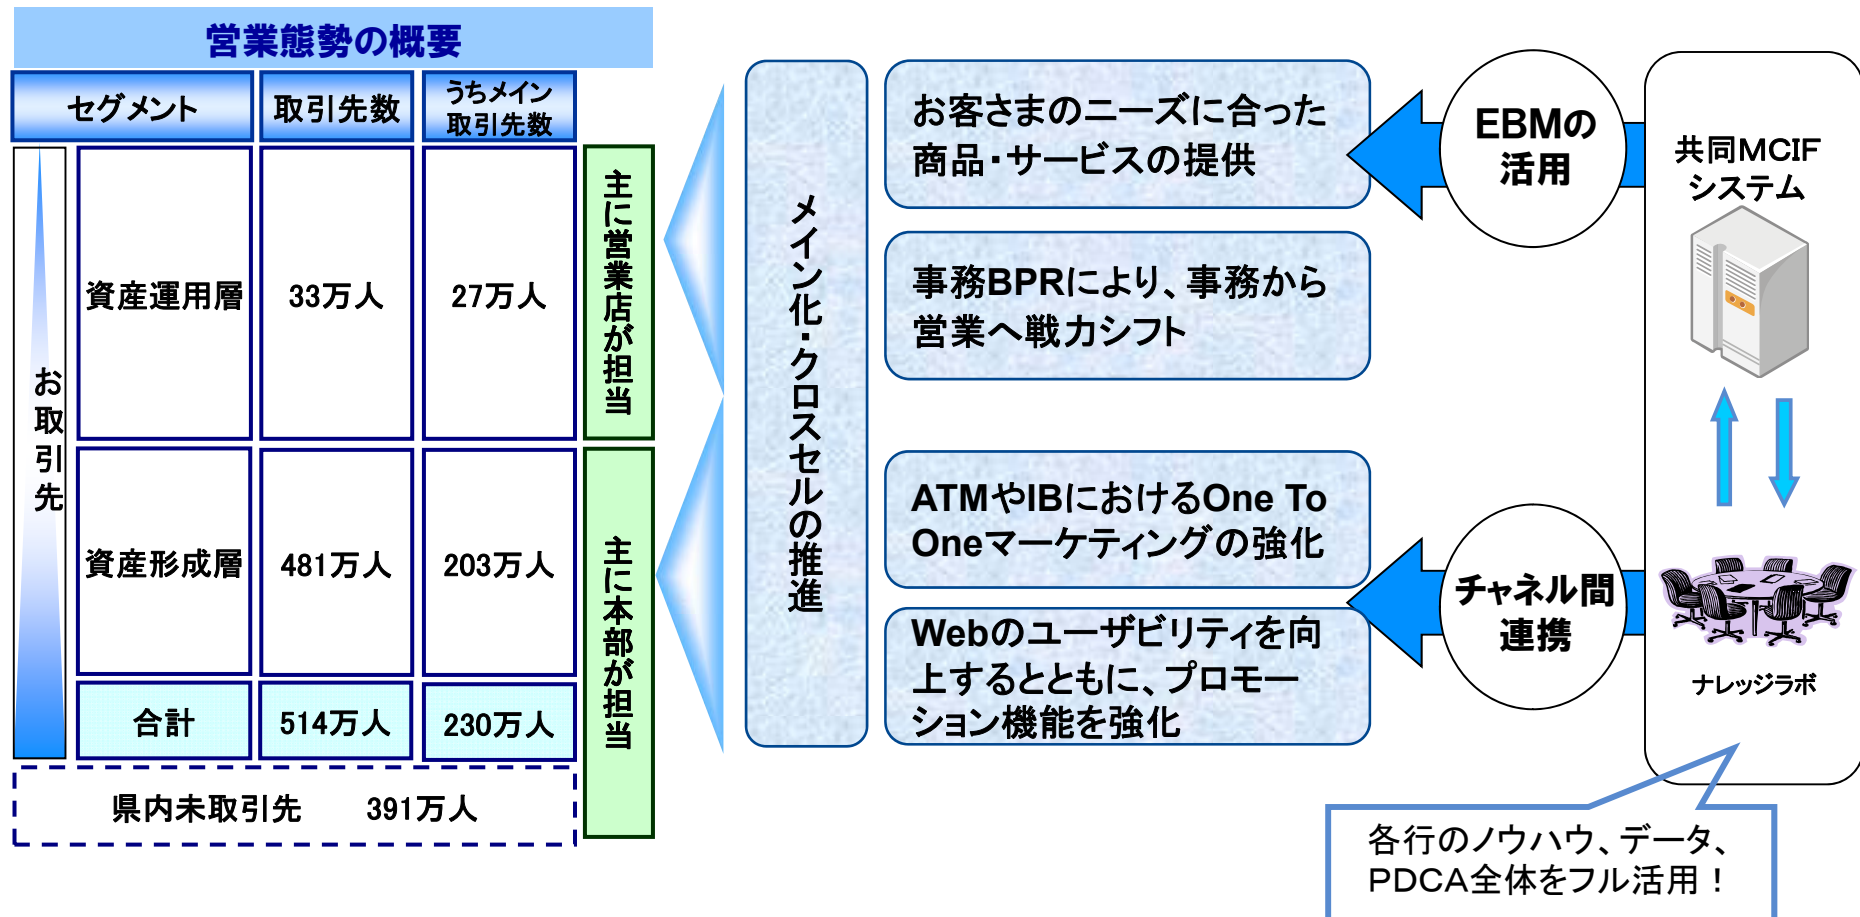 営業態勢の概要
セグメント
取引先数
うちメイン
取引先数
お取引先
資産運用層
33万人
27万人
主に営業店が担当
資産形成層
481万人
203万人
主に本部が担当
合計
514万人
230万人
県内未取引先 391万人
メイン化・クロスセルの推進
お客さまのニーズに合った
商品・サービスの提供
事務BPRにより、事務から
営業へ戦力シフト
ATMやIBにおけるOne To
Oneマーケティングの強化
Webのユーザビリティを向
上するとともに、プロモー
ション機能を強化
EBMの
活用
チャネル間
連携
共同MCIF
システム
ナレッジラボ
各行のノウハウ、データ、
PDCA全体をフル活用！